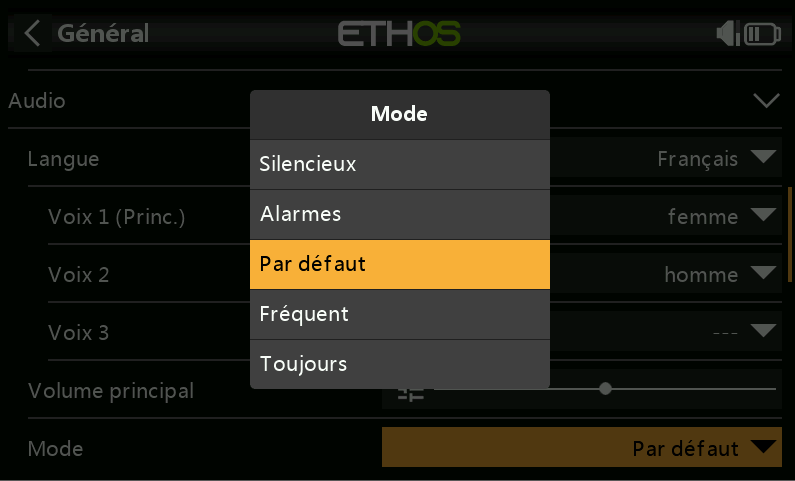 Général
ETHOS
Audio
Mode
Silencieux
Langue
Français
Voix 1 (Princ.)
Alarmes
femme
Voix 2
Par défaut
homme
Voix 3
Fréquent
---
Toujours
Volume principal
Mode
Par défaut